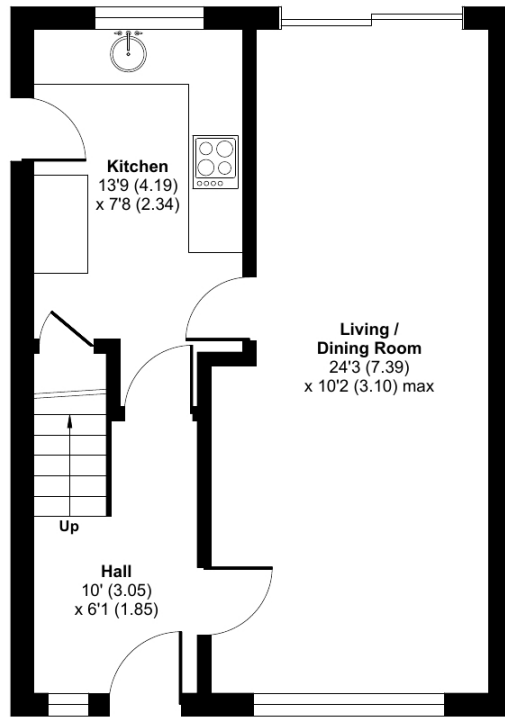 Kitchen
13'9 (4.19)
x 7'8 (2.34)
Living /
Dining Room
24'3 (7.39)
x 10'2 (3.10) max
Up
Hall
10' (3.05)
x 6'1 (1.85)